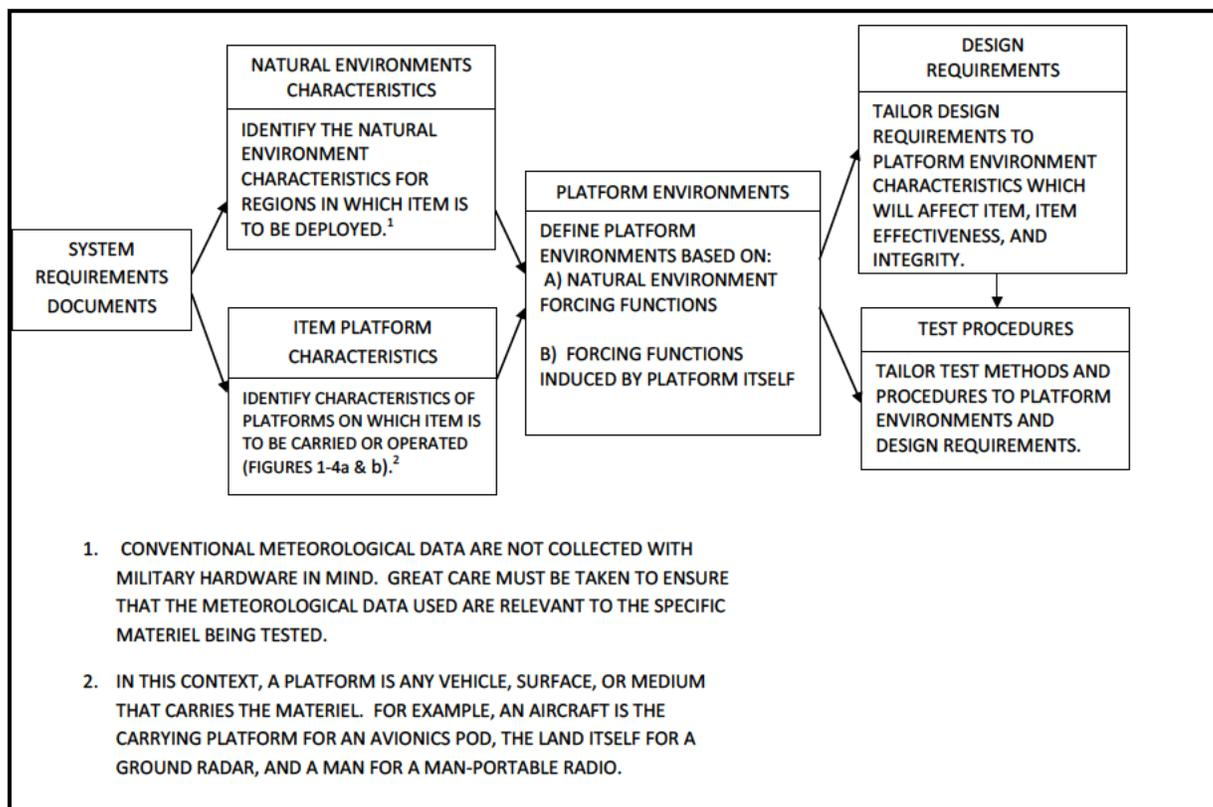 SYSTEM
REQUIREMENTS
DOCUMENTS
NATURAL ENVIRONMENTS
CHARACTERISTICS
IDENTIFY THE NATURAL
ENVIRONMENT
CHARACTERISTICS FOR
REGIONS IN WHICH ITEM IS
TO BE DEPLOYED.1
ITEM PLATFORM
CHARACTERISTICS
IDENTIFY CHARACTERISTICS OF
PLATFORMS ON WHICH ITEM IS
TO BE CARRIED OR OPERATED
(FIGURES 1-4a & b).2
PLATFORM ENVIRONMENTS
DEFINE PLATFORM
ENVIRONMENTS BASED ON:
A) NATURAL ENVIRONMENT
FORCING FUNCTIONS
B) FORCING FUNCTIONS
INDUCED BY PLATFORM ITSELF
DESIGN
REQUIREMENTS
TAILOR DESIGN
REQUIREMENTS TO
PLATFORM ENVIRONMENT
CHARACTERISTICS WHICH
WILL AFFECT ITEM, ITEM
EFFECTIVENESS, AND
INTEGRITY.
TEST PROCEDURES
TAILOR TEST METHODS AND
PROCEDURES TO PLATFORM
ENVIRONMENTS AND
DESIGN REQUIREMENTS.
1. CONVENTIONAL METEOROLOGICAL DATA ARE NOT COLLECTED WITH
MILITARY HARDWARE IN MIND. GREAT CARE MUST BE TAKEN TO ENSURE
THAT THE METEOROLOGICAL DATA USED ARE RELEVANT TO THE SPECIFIC
MATERIEL BEING TESTED.
2. IN THIS CONTEXT, A PLATFORM IS ANY VEHICLE, SURFACE, OR MEDIUM
THAT CARRIES THE MATERIEL. FOR EXAMPLE, AN AIRCRAFT IS THE
CARRYING PLATFORM FOR AN AVIONICS POD, THE LAND ITSELF FOR A
GROUND RADAR, AND A MAN FOR A MAN-PORTABLE RADIO.